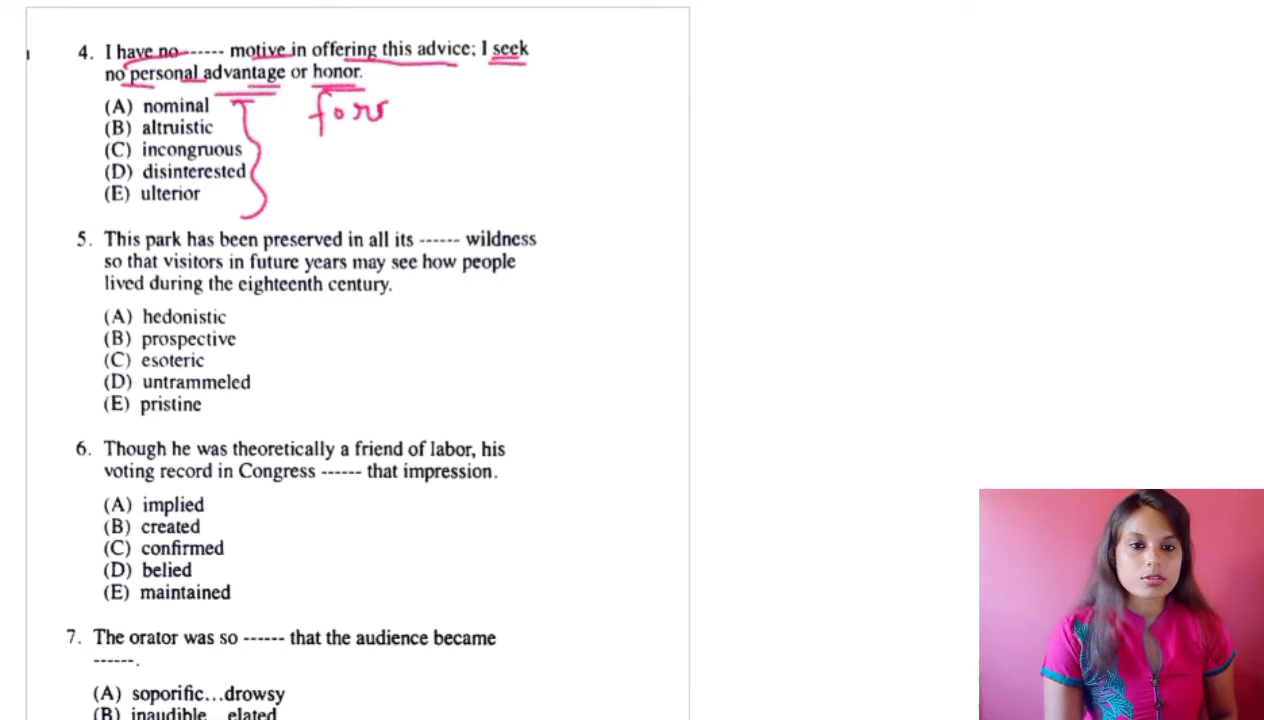 4. I have no ------ motive in offering this advice; I seek
no personal advantage or honor.
for
(A) nominal
(B) altruistic
(C) incongruous
(D) disinterested
(E) ulterior
5. This park has been preserved in all its ------ wildness
so that visitors in future years may see how people
lived during the eighteenth century.
(A) hedonistic
(B) prospective
(C) esoteric
(D) untrammeled
(E) pristine
6. Though he was theoretically a friend of labor, his
voting record in Congress ------ that impression.
(A) implied
(B) created
(C) confirmed
(D) belied
(E) maintained
7. The orator was so ------ that the audience became
------.
(A) soporific...drowsy
(B) inaudible...elated